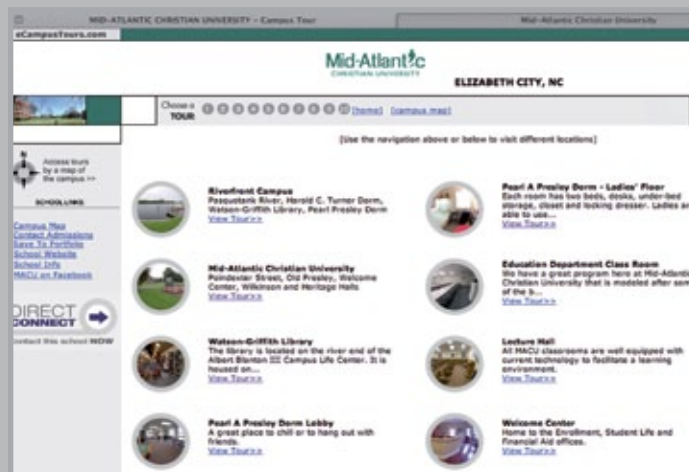 MID-ATLANTIC CHRISTIAN UNIVERSITY - Campus Tour
Mid-Atlantic Christian University
eCampusTours.com
Mid-Atlantic
CHRISTIAN UNIVERSITY
ELIZABETH CITY, NC
Choose a
TOUR
1 2 3 4 5 6 7 8 9 10 [home] [campus map]
[Use the navigation above or below to visit different locations]
N
Access tours
by a map of
the campus >>
SCHOOL LINKS
Campus Map
Contact Admissions
Save To Portfolio
School Website
School Info
MACU on Facebook
DIRECT
CONNECT
contact this school NOW
Riverfront Campus
Pasquotank River, Harold C. Turner Dorm,
Watson-Griffith Library, Pearl Presley Dorm
View Tour>>
Mid-Atlantic Christian University
Poindexter Street, Old Presley, Welcome
Center, Wilkinson and Heritage Halls
View Tour>>
Watson-Griffith Library
The library is located on the river end of the
Albert Blanton III Campus Life Center. It is
housed on...
View Tour>>
Pearl A Presley Dorm Lobby
A great place to chill or to hang out with
friends.
View Tour>>
Pearl A Presley Dorm - Ladies' Floor
Each room has two beds, desks, under-bed
storage, closet and locking dresser. Ladies are
able to use...
View Tour>>
Education Department Class Room
We have a great program here at Mid-Atlantic
Christian University that is modeled after some
of the b...
View Tour>>
Lecture Hall
All MACU classrooms are well equipped with
current technology to facilitate a learning
environment.
View Tour>>
Welcome Center
Home to the Enrollment, Student Life and
Financial Aid offices.
View Tour>>